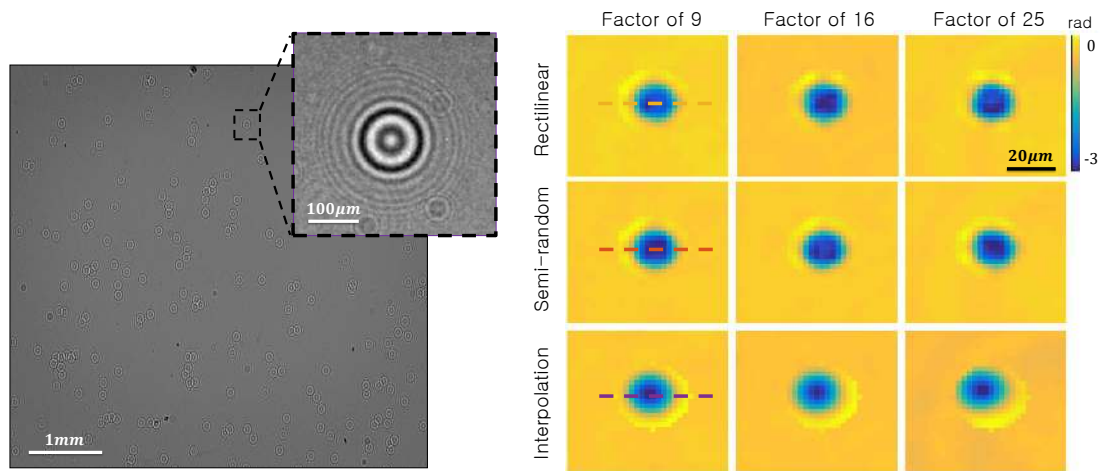 Factor of 9
Factor of 16
Factor of 25
rad
0
-3
Rectilinear
20μm
100μm
Semi-random
Interpolation
1mm